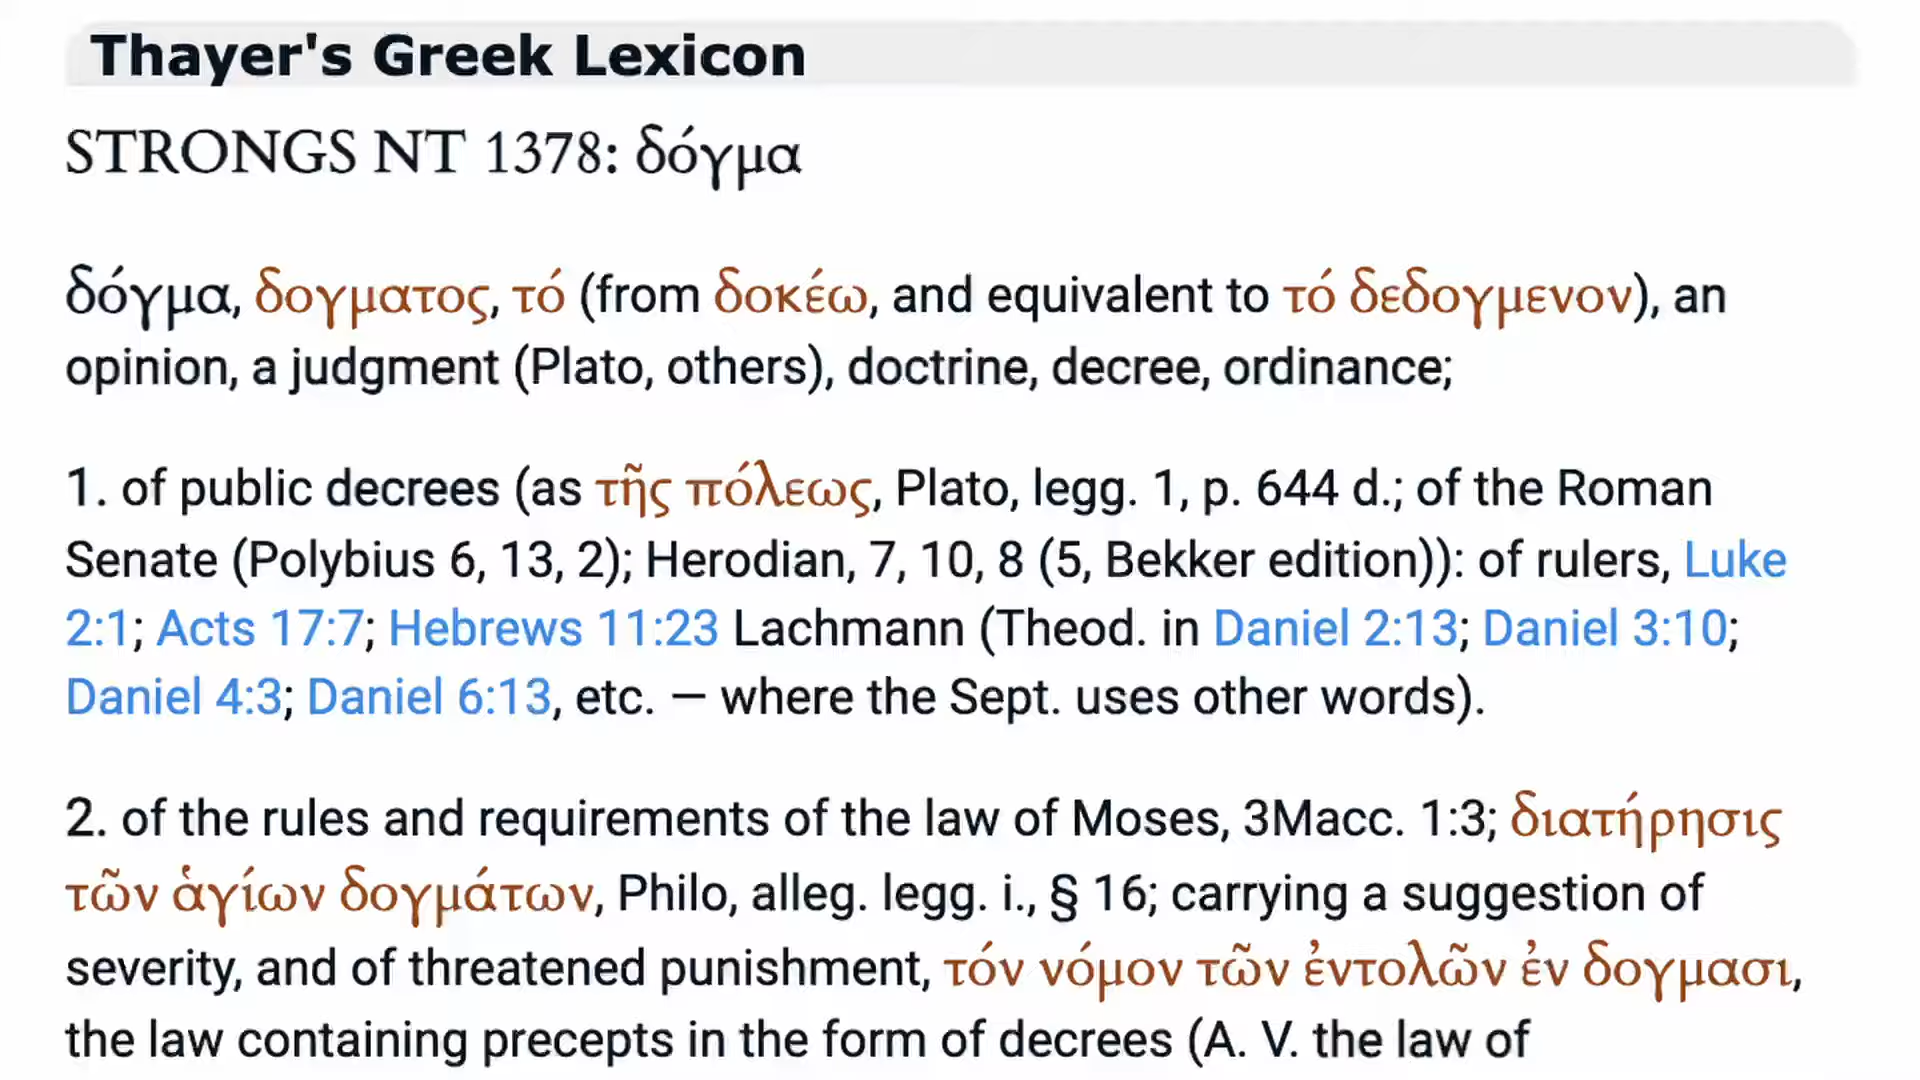 Thayer's Greek Lexicon
STRONGS NT 1378: δόγμα
δόγμα, δογματος, τό (from δοκέω, and equivalent to τό δεδογμενον), an
opinion, a judgment (Plato, others), doctrine, decree, ordinance;
1. of public decrees (as τῆς πόλεως, Plato, legg. 1, p. 644 d.; of the Roman
Senate (Polybius 6, 13, 2); Herodian, 7, 10, 8 (5, Bekker edition)): of rulers, Luke
2:1; Acts 17:7; Hebrews 11:23 Lachmann (Theod. in Daniel 2:13; Daniel 3:10;
Daniel 4:3; Daniel 6:13, etc. — where the Sept. uses other words).
2. of the rules and requirements of the law of Moses, 3Macc. 1:3; διατήρησις
τῶν ἁγίων δογμάτων, Philo, alleg. legg. i., § 16; carrying a suggestion of
severity, and of threatened punishment, τόν νόμον τῶν ἐντολῶν ἐν δογμασι,
the law containing precepts in the form of decrees (A. V. the law of